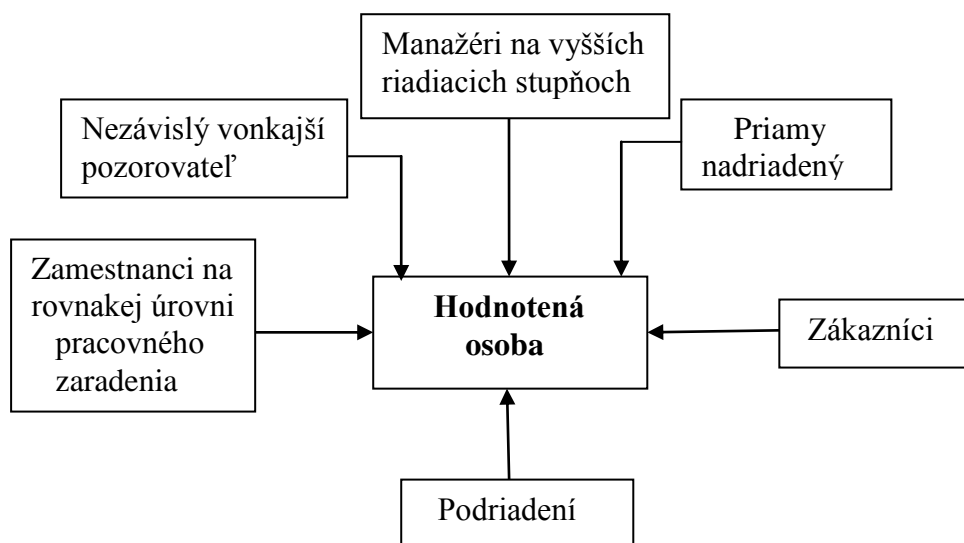 Manažéri na vyšších
riadiacich stupňoch
Nezávislý vonkajší
pozorovateľ
Priamy
nadriadený
Zamestnanci na
rovnakej úrovni
pracovného
zaradenia
Hodnotená
osoba
Zákazníci
Podriadení